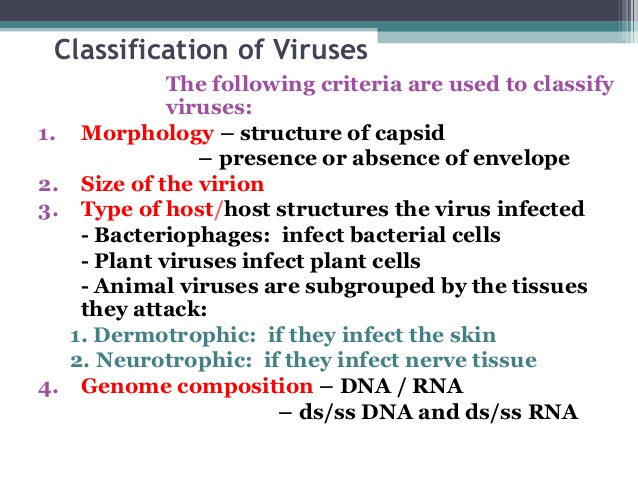 Classification of Viruses
The following criteria are used to classify
viruses:
1. Morphology – structure of capsid
– presence or absence of envelope
2. Size of the virion
3. Type of host/host structures the virus infected
- Bacteriophages: infect bacterial cells
- Plant viruses infect plant cells
- Animal viruses are subgrouped by the tissues
they attack:
1. Dermotrophic: if they infect the skin
2. Neurotrophic: if they infect nerve tissue
4. Genome composition – DNA / RNA
– ds/ss DNA and ds/ss RNA